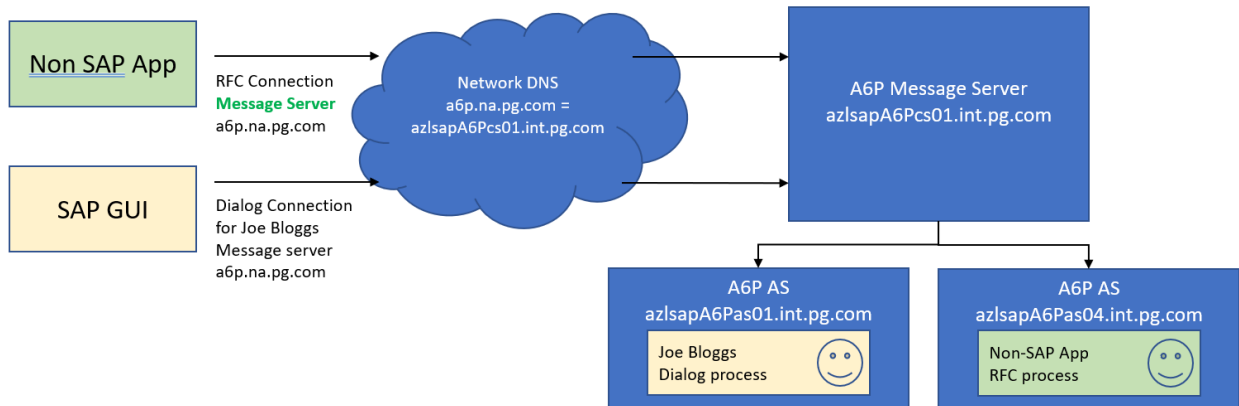 Non SAP App
RFC Connection
Message Server
a6p.na.pg.com
Network DNS
a6p.na.pg.com =
azlsapA6Pcs01.int.pg.com
A6P Message Server
azlsapA6Pcs01.int.pg.com
SAP GUI
Dialog Connection
for Joe Bloggs
Message server
a6p.na.pg.com
A6P AS
azlsapA6Pas01.int.pg.com
Joe Bloggs
Dialog process
A6P AS
azlsapA6Pas04.int.pg.com
Non-SAP App
RFC process